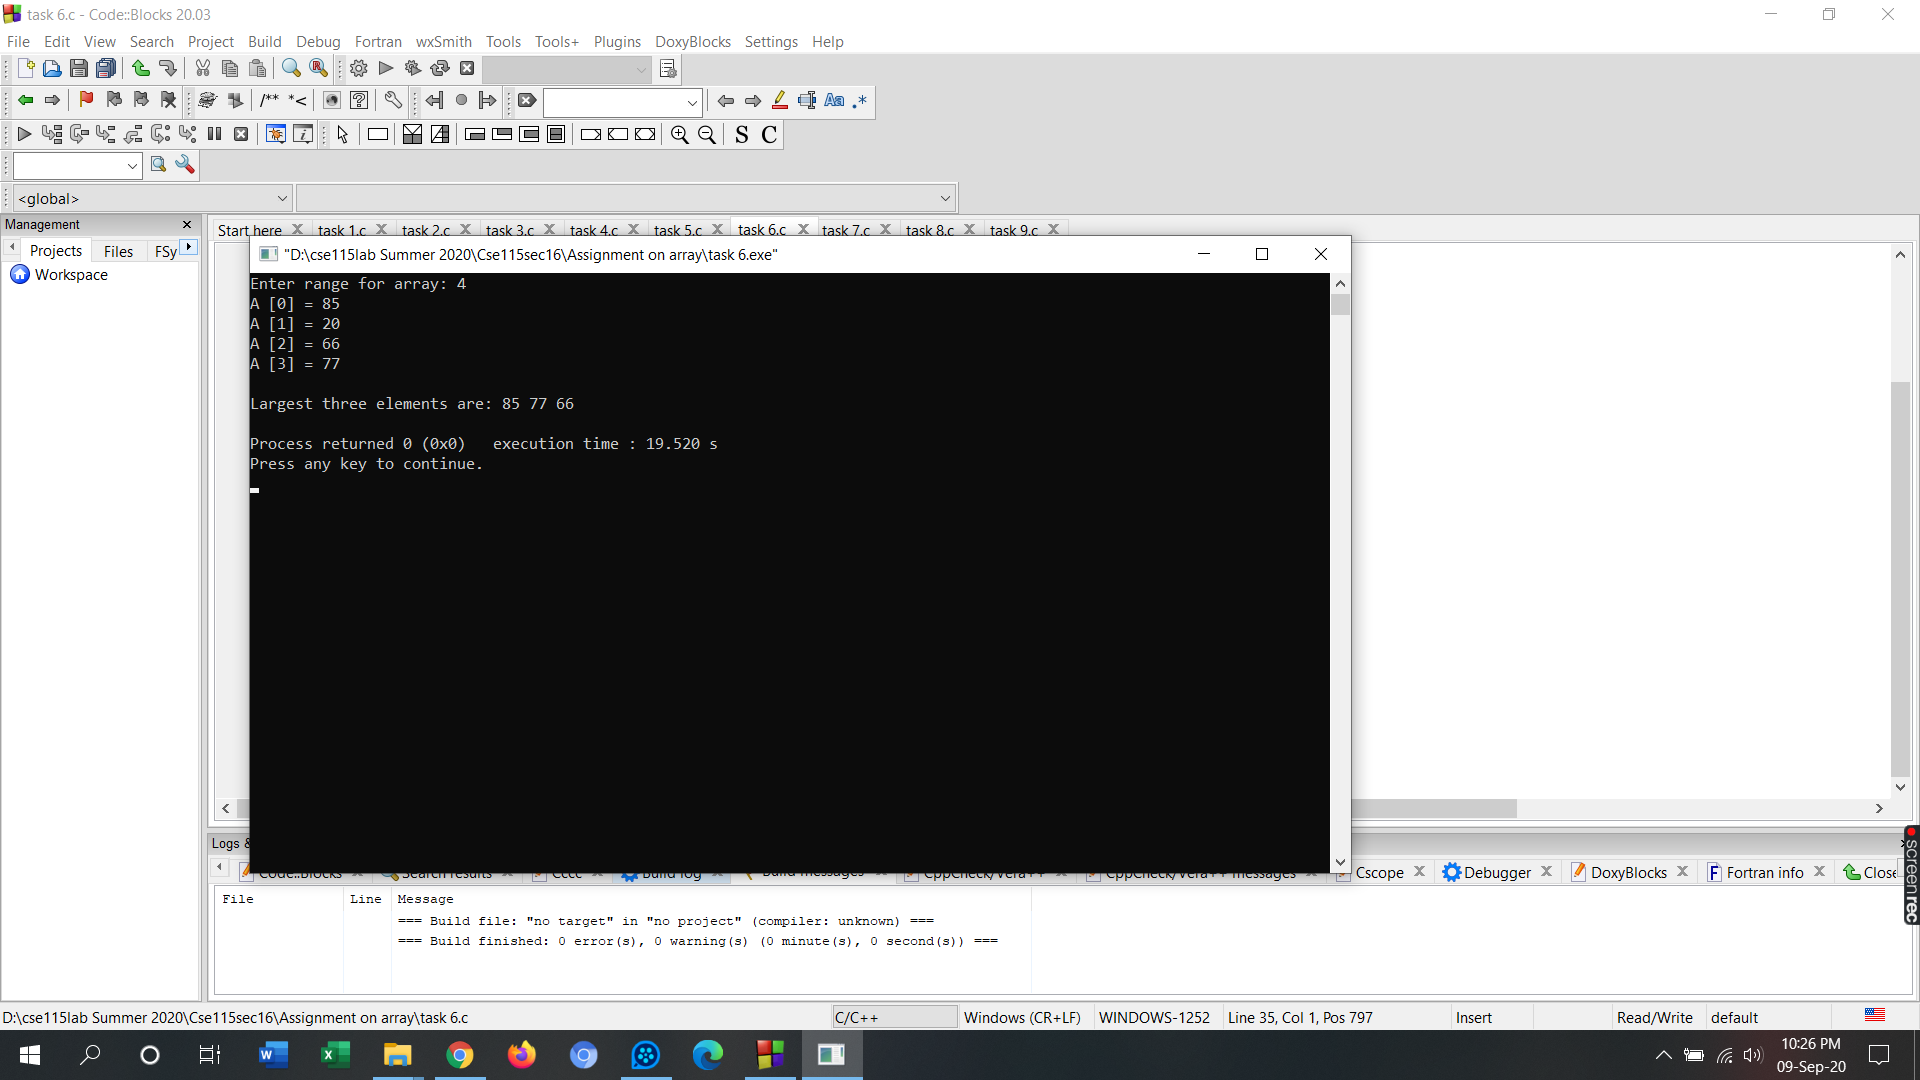 task 6.c - Code::Blocks 20.03
File Edit View Search Project Build Debug Fortran wxSmith Tools Tools+ Plugins DoxyBlocks Settings Help
/** *<
Aa .*
S C
<global>
Management
Start here task 1.c task 2.c task 3.c task 4.c task 5.c task 6.c task 7.c task 8.c task 9.c
Projects Files FSy
Workspace
"D:\cse115lab Summer 2020\Cse115sec16\Assignment on array\task 6.exe"
Enter range for array: 4
A [0] = 85
A [1] = 20
A [2] = 66
A [3] = 77
Largest three elements are: 85 77 66
Process returned 0 (0x0)   execution time : 19.520 s
Press any key to continue.
Logs &
Code::Blocks Search results Cccc Build log Build messages CppCheck/Vera++ CppCheck/Vera++ messages Cscope Debugger DoxyBlocks Fortran info Close
File Line Message
=== Build file: "no target" in "no project" (compiler: unknown) ===
=== Build finished: 0 error(s), 0 warning(s) (0 minute(s), 0 second(s)) ===
screenrec
D:\cse115lab Summer 2020\Cse115sec16\Assignment on array\task 6.c C/C++ Windows (CR+LF) WINDOWS-1252 Line 35, Col 1, Pos 797 Insert Read/Write default
10:26 PM
09-Sep-20